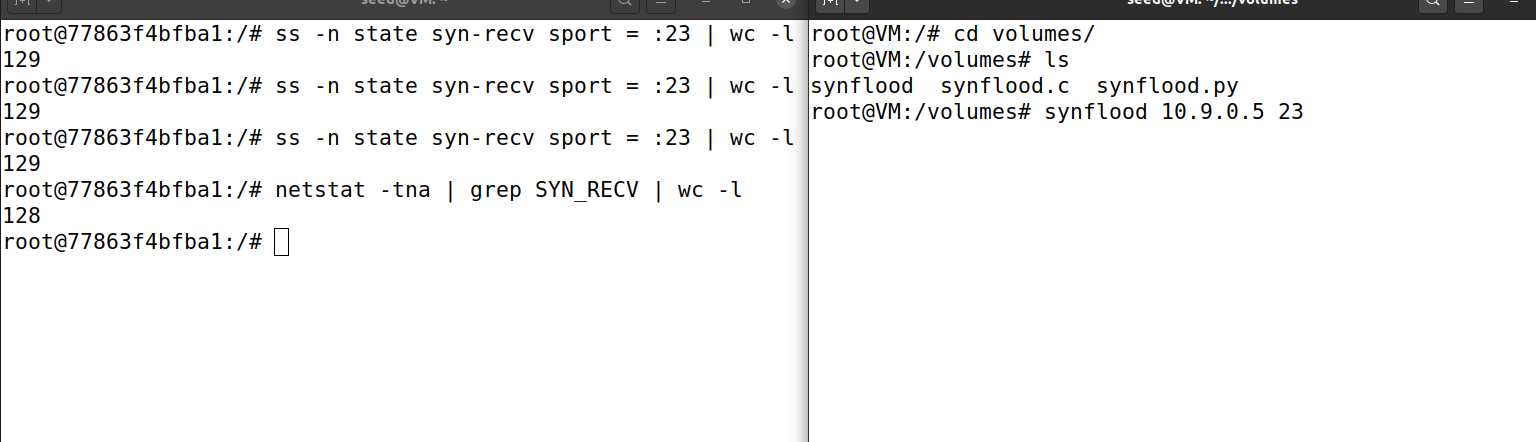 seed@VM: ~
root@77863f4bfba1:/# ss -n state syn-recv sport = :23 | wc -l
129
root@77863f4bfba1:/# ss -n state syn-recv sport = :23 | wc -l
129
root@77863f4bfba1:/# ss -n state syn-recv sport = :23 | wc -l
129
root@77863f4bfba1:/# netstat -tna | grep SYN_RECV | wc -l
128
root@77863f4bfba1:/#
seed@VM: ~/.../volumes
root@VM:/# cd volumes/
root@VM:/volumes# ls
synflood  synflood.c  synflood.py
root@VM:/volumes# synflood 10.9.0.5 23